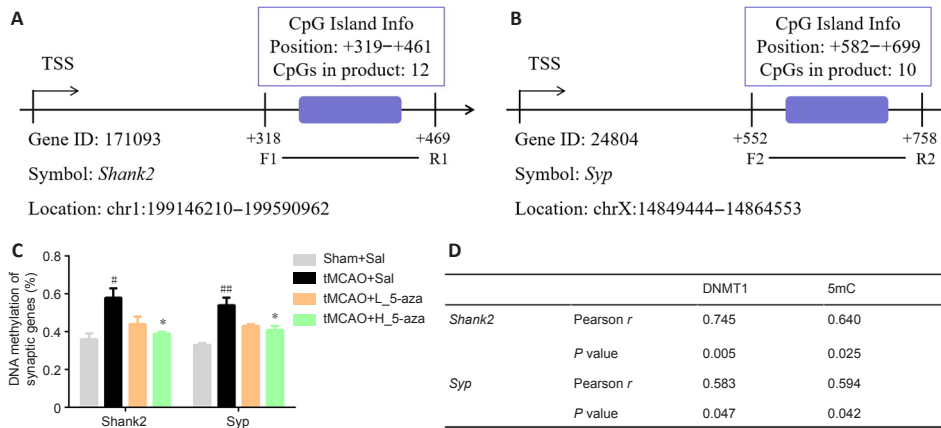 A
CpG Island Info
Position: +319−+461
CpGs in product: 12
TSS
+318
+469
F1
R1
Gene ID: 171093
Symbol: Shank2
Location: chr1:199146210−199590962
B
CpG Island Info
Position: +582−+699
CpGs in product: 10
TSS
+552
+758
F2
R2
Gene ID: 24804
Symbol: Syp
Location: chrX:14849444−14864553
C
DNA methylation of
synaptic genes (%)
0.8
0.6
0.4
0.2
0
#
*
##
*
Shank2
Syp
Sham+Sal
tMCAO+Sal
tMCAO+L_5-aza
tMCAO+H_5-aza
D
DNMT1 5mC
Shank2 Pearson r 0.745 0.640
P value 0.005 0.025
Syp Pearson r 0.583 0.594
P value 0.047 0.042